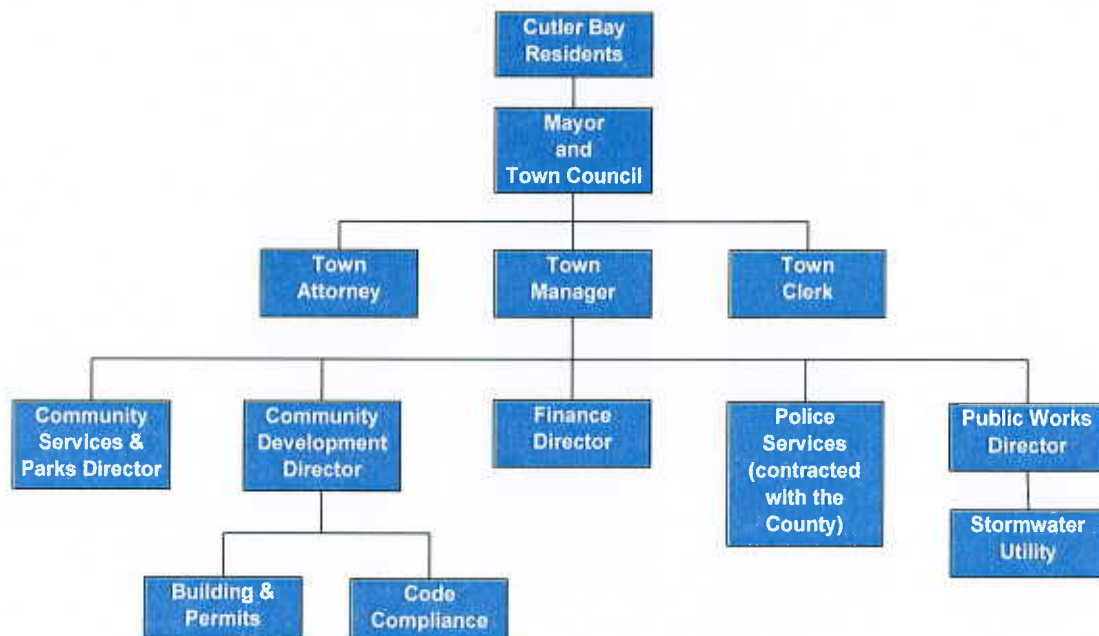 Cutler Bay
Residents
Mayor
and
Town Council
Town
Attorney
Town
Manager
Town
Clerk
Community
Services &
Parks Director
Community
Development
Director
Finance
Director
Police
Services
(contracted
with the
County)
Public Works
Director
Stormwater
Utility
Building &
Permits
Code
Compliance